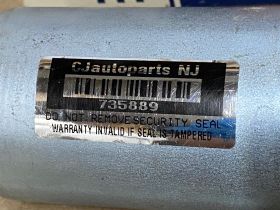 CJautoparts NJ
735889
DO NOT REMOVE SECURITY SEAL
WARRANTY INVALID IF SEAL IS TAMPERED